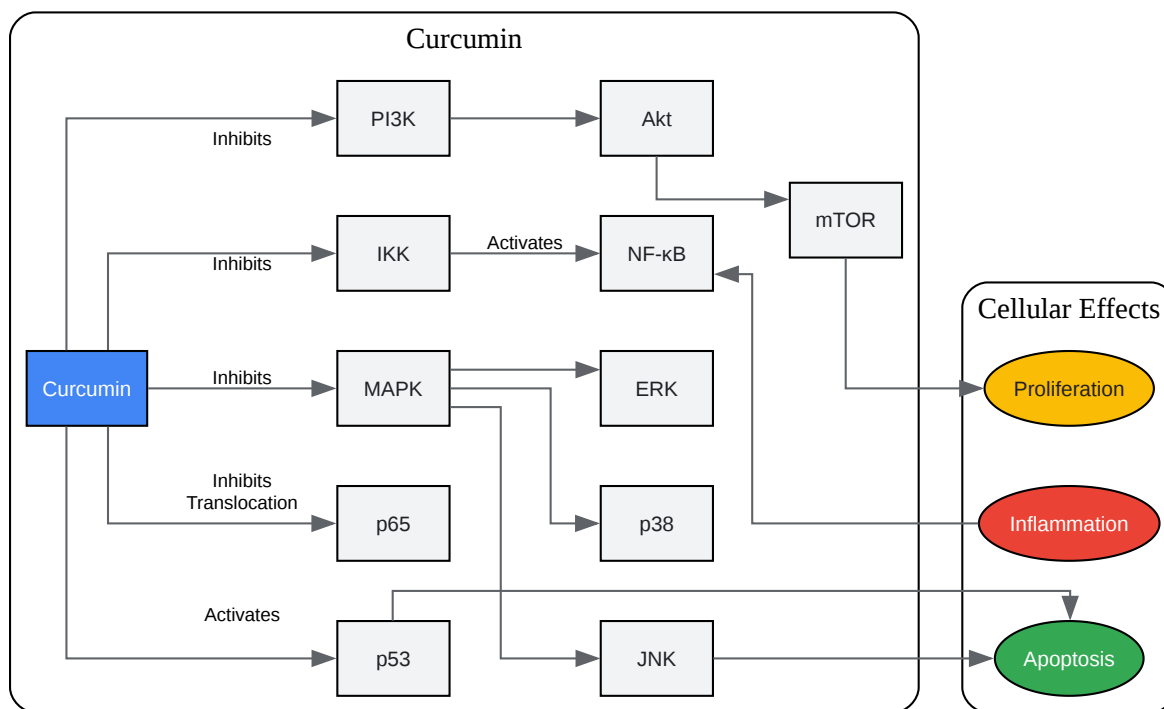 Curcumin
PI3K
Akt
Inhibits
mTOR
IKK
Activates
NF-κB
Inhibits
Cellular Effects
Curcumin
Inhibits
MAPK
ERK
Proliferation
Inhibits
Translocation
p65
p38
Inflammation
Activates
p53
JNK
Apoptosis